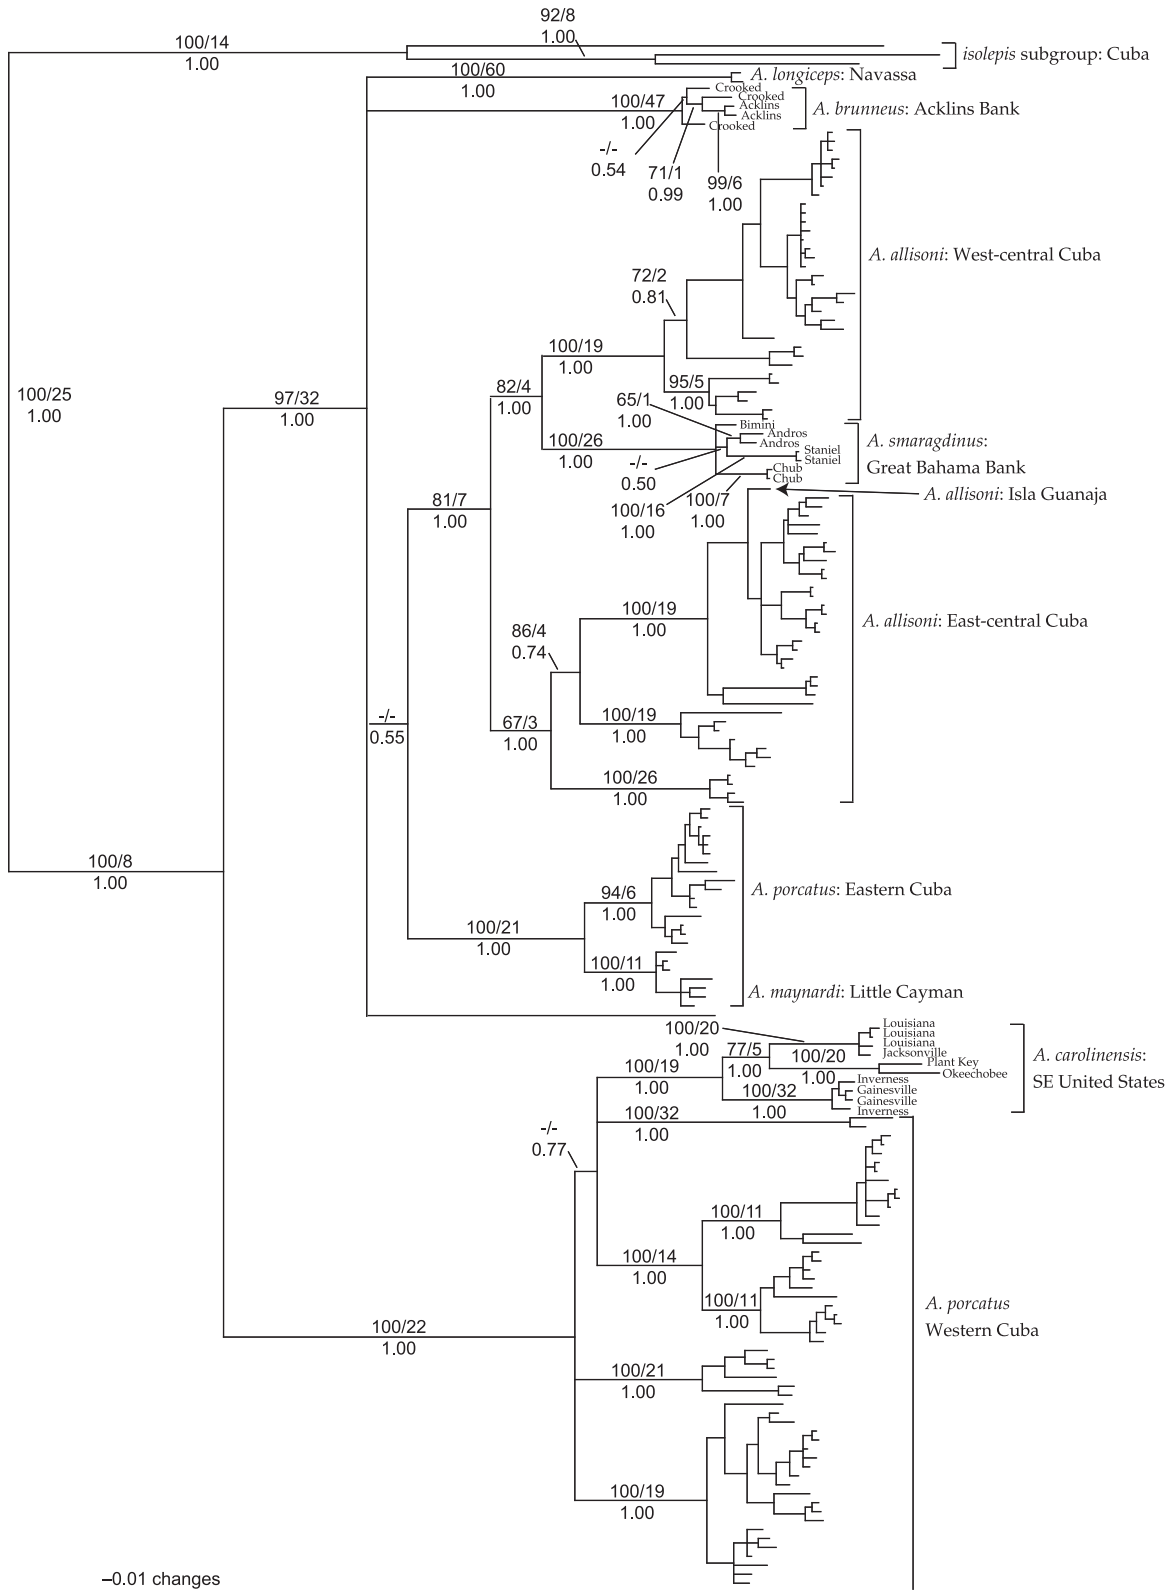 92/8
1.00
100/14
1.00
isolepis subgroup: Cuba
100/60
1.00
A. longiceps: Navassa
Crooked
Crooked
Acklins
Acklins
Crooked
100/47
1.00
A. brunneus: Acklins Bank
-/-
0.54
71/1
0.99
99/6
1.00
A. allisoni: West-central Cuba
72/2
0.81
100/19
1.00
100/25
1.00
97/32
1.00
82/4
1.00
95/5
1.00
65/1
1.00
Bimini
Andros
Andros
Staniel
Staniel
Chub
Chub
A. smaragdinus:
Great Bahama Bank
100/26
1.00
-/-
0.50
100/16
1.00
100/7
1.00
A. allisoni: Isla Guanaja
81/7
1.00
100/19
1.00
A. allisoni: East-central Cuba
86/4
0.74
67/3
1.00
100/19
1.00
-/-
0.55
100/26
1.00
100/8
1.00
94/6
1.00
A. porcatus: Eastern Cuba
100/21
1.00
100/11
1.00
A. maynardi: Little Cayman
100/20
1.00
Louisiana
Louisiana
Louisiana
Jacksonville
Plant Key
Okeechobee
Inverness
Gainesville
Gainesville
Inverness
77/5
1.00
100/20
1.00
A. carolinensis:
SE United States
100/19
1.00
100/32
1.00
100/32
1.00
-/-
0.77
100/11
1.00
100/14
1.00
100/11
1.00
A. porcatus
Western Cuba
100/22
1.00
100/21
1.00
100/19
1.00
–0.01 changes